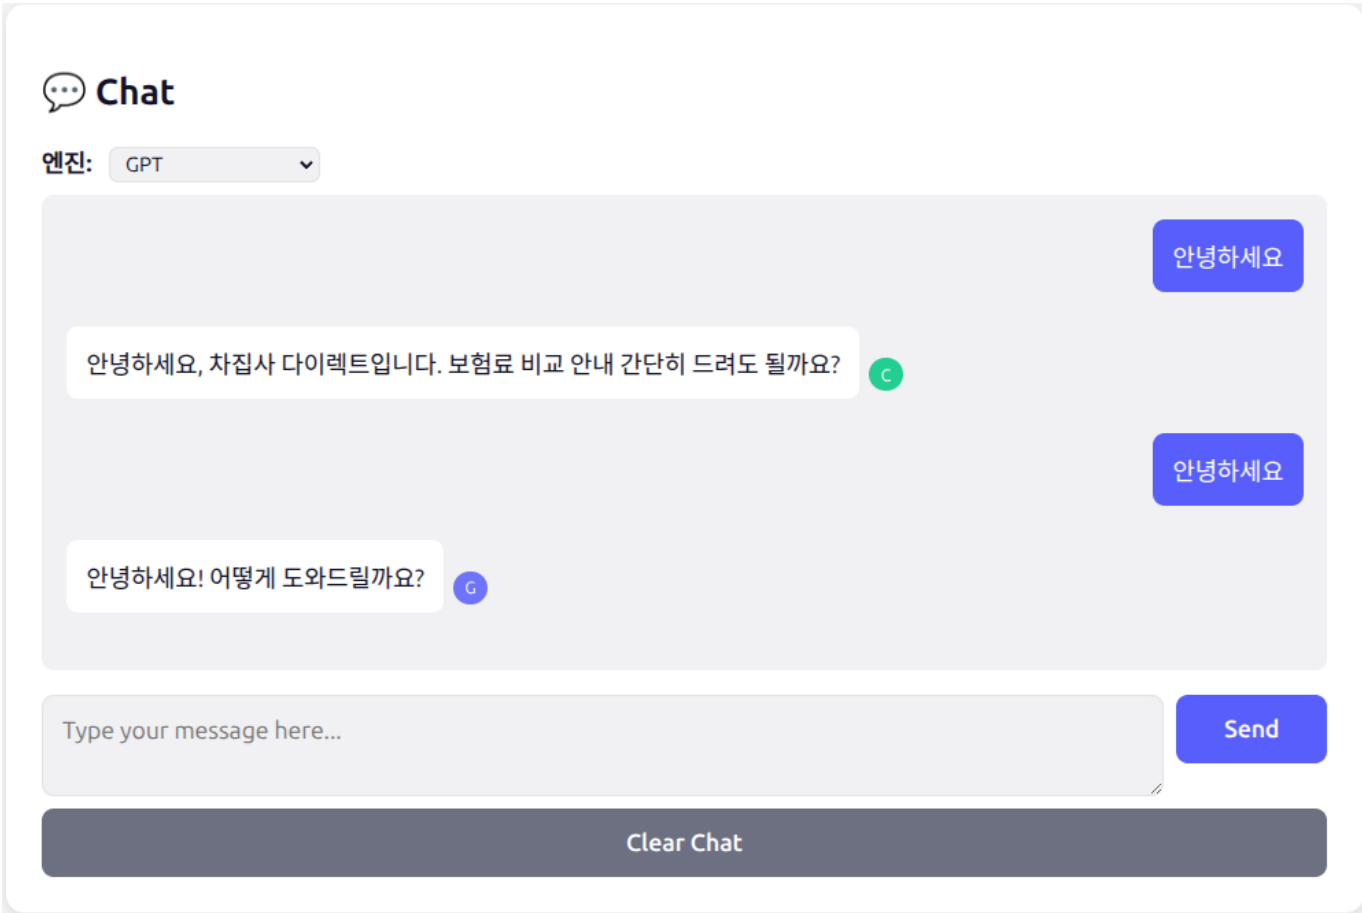 💬 Chat
엔진: GPT
안녕하세요
안녕하세요, 차집사 다이렉트입니다. 보험료 비교 안내 간단히 드려도 될까요?
C
안녕하세요
안녕하세요! 어떻게 도와드릴까요?
G
Type your message here...
Send
Clear Chat